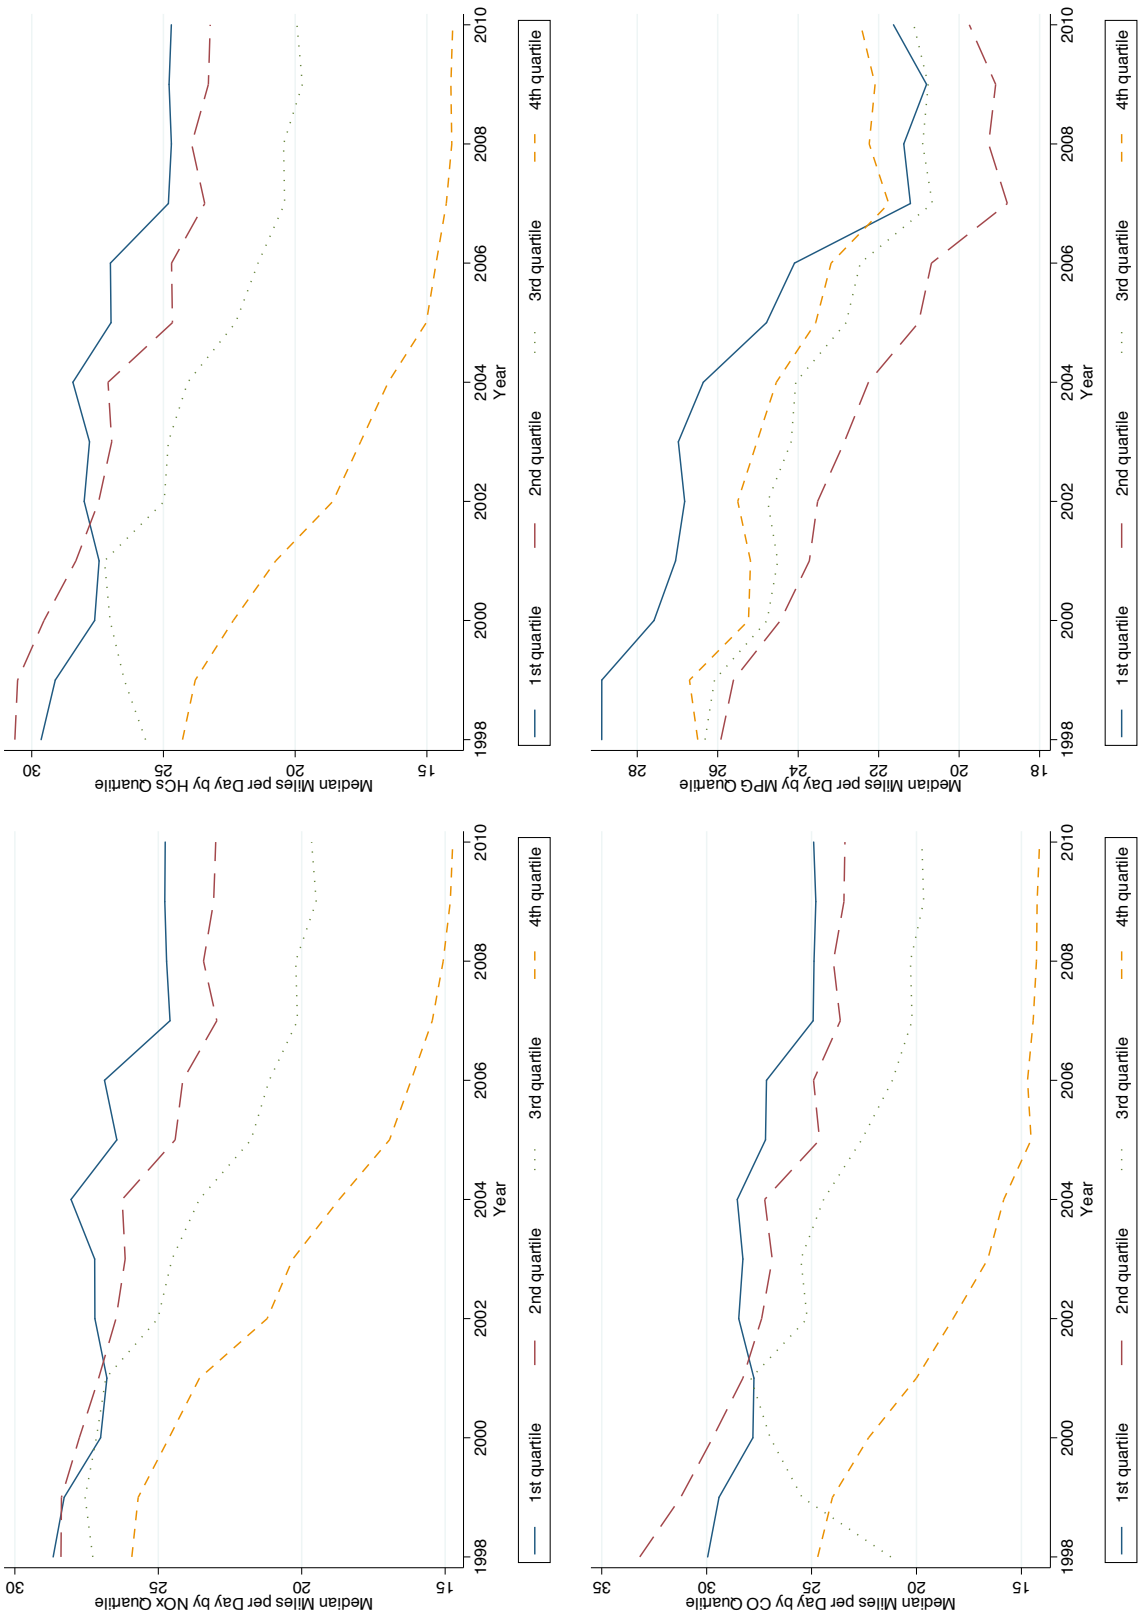 Median Miles per Day by NOx Quartile
30
25
20
15
1998 2000 2002 2004 2006 2008 2010
Year
1st quartile 2nd quartile 3rd quartile 4th quartile
Median Miles per Day by HCs Quartile
30
25
20
15
1998 2000 2002 2004 2006 2008 2010
Year
1st quartile 2nd quartile 3rd quartile 4th quartile
Median Miles per Day by CO Quartile
35
30
25
20
15
1998 2000 2002 2004 2006 2008 2010
Year
1st quartile 2nd quartile 3rd quartile 4th quartile
Median Miles per Day by MPG Quartile
28
26
24
22
20
18
1998 2000 2002 2004 2006 2008 2010
Year
1st quartile 2nd quartile 3rd quartile 4th quartile